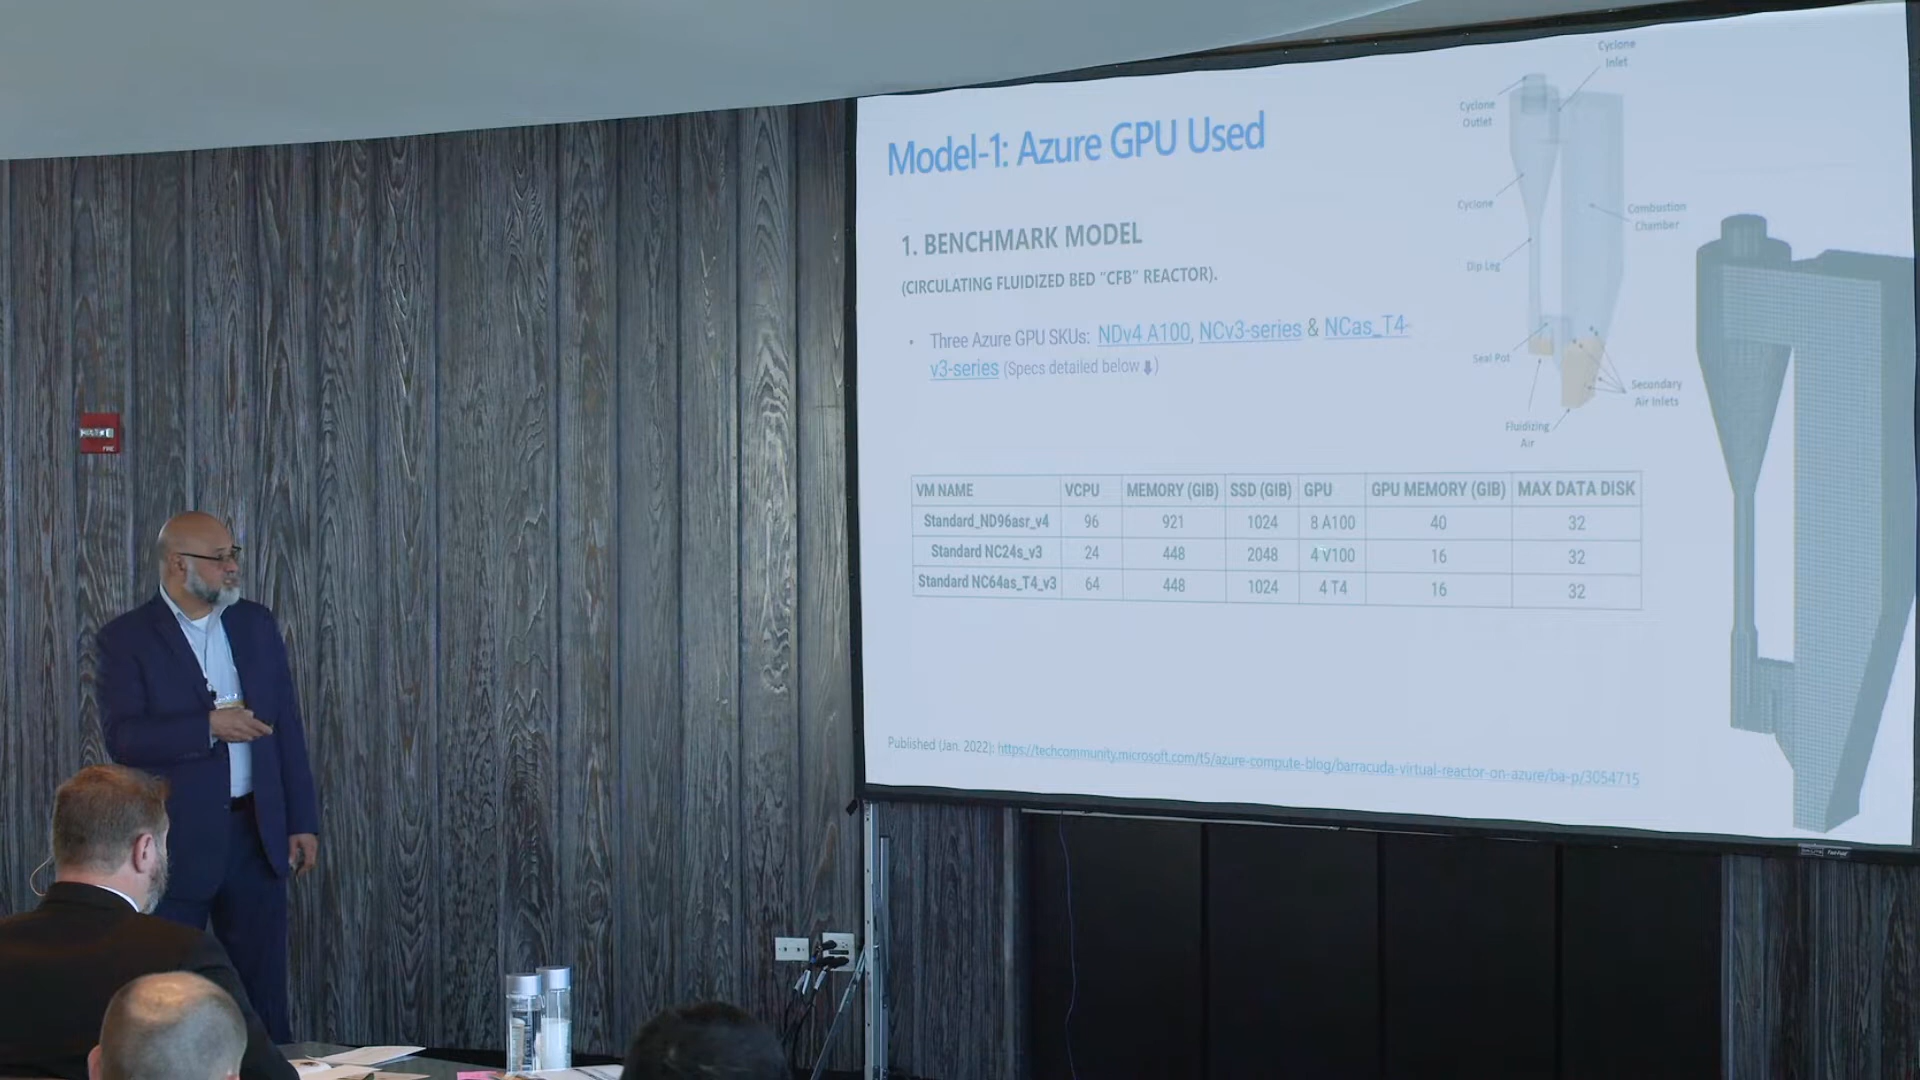 Model-1: Azure GPU Used
1. BENCHMARK MODEL
(CIRCULATING FLUIDIZED BED "CFB" REACTOR).
• Three Azure GPU SKUs: NDv4 A100, NCv3-series & NCas_T4-
v3-series (Specs detailed below ⬇)
Cyclone
Inlet
Cyclone
Outlet
Cyclone
Combustion
Chamber
Dip Leg
Seal Pot
Secondary
Air Inlets
Fluidizing
Air
VM NAME VCPU MEMORY (GIB) SSD (GIB) GPU GPU MEMORY (GIB) MAX DATA DISK
Standard_ND96asr_v4 96 921 1024 8 A100 40 32
Standard NC24s_v3 24 448 2048 4 V100 16 32
Standard NC64as_T4_v3 64 448 1024 4 T4 16 32
Published (Jan. 2022): https://techcommunity.microsoft.com/t5/azure-compute-blog/barracuda-virtual-reactor-on-azure/ba-p/3054715
FIRE